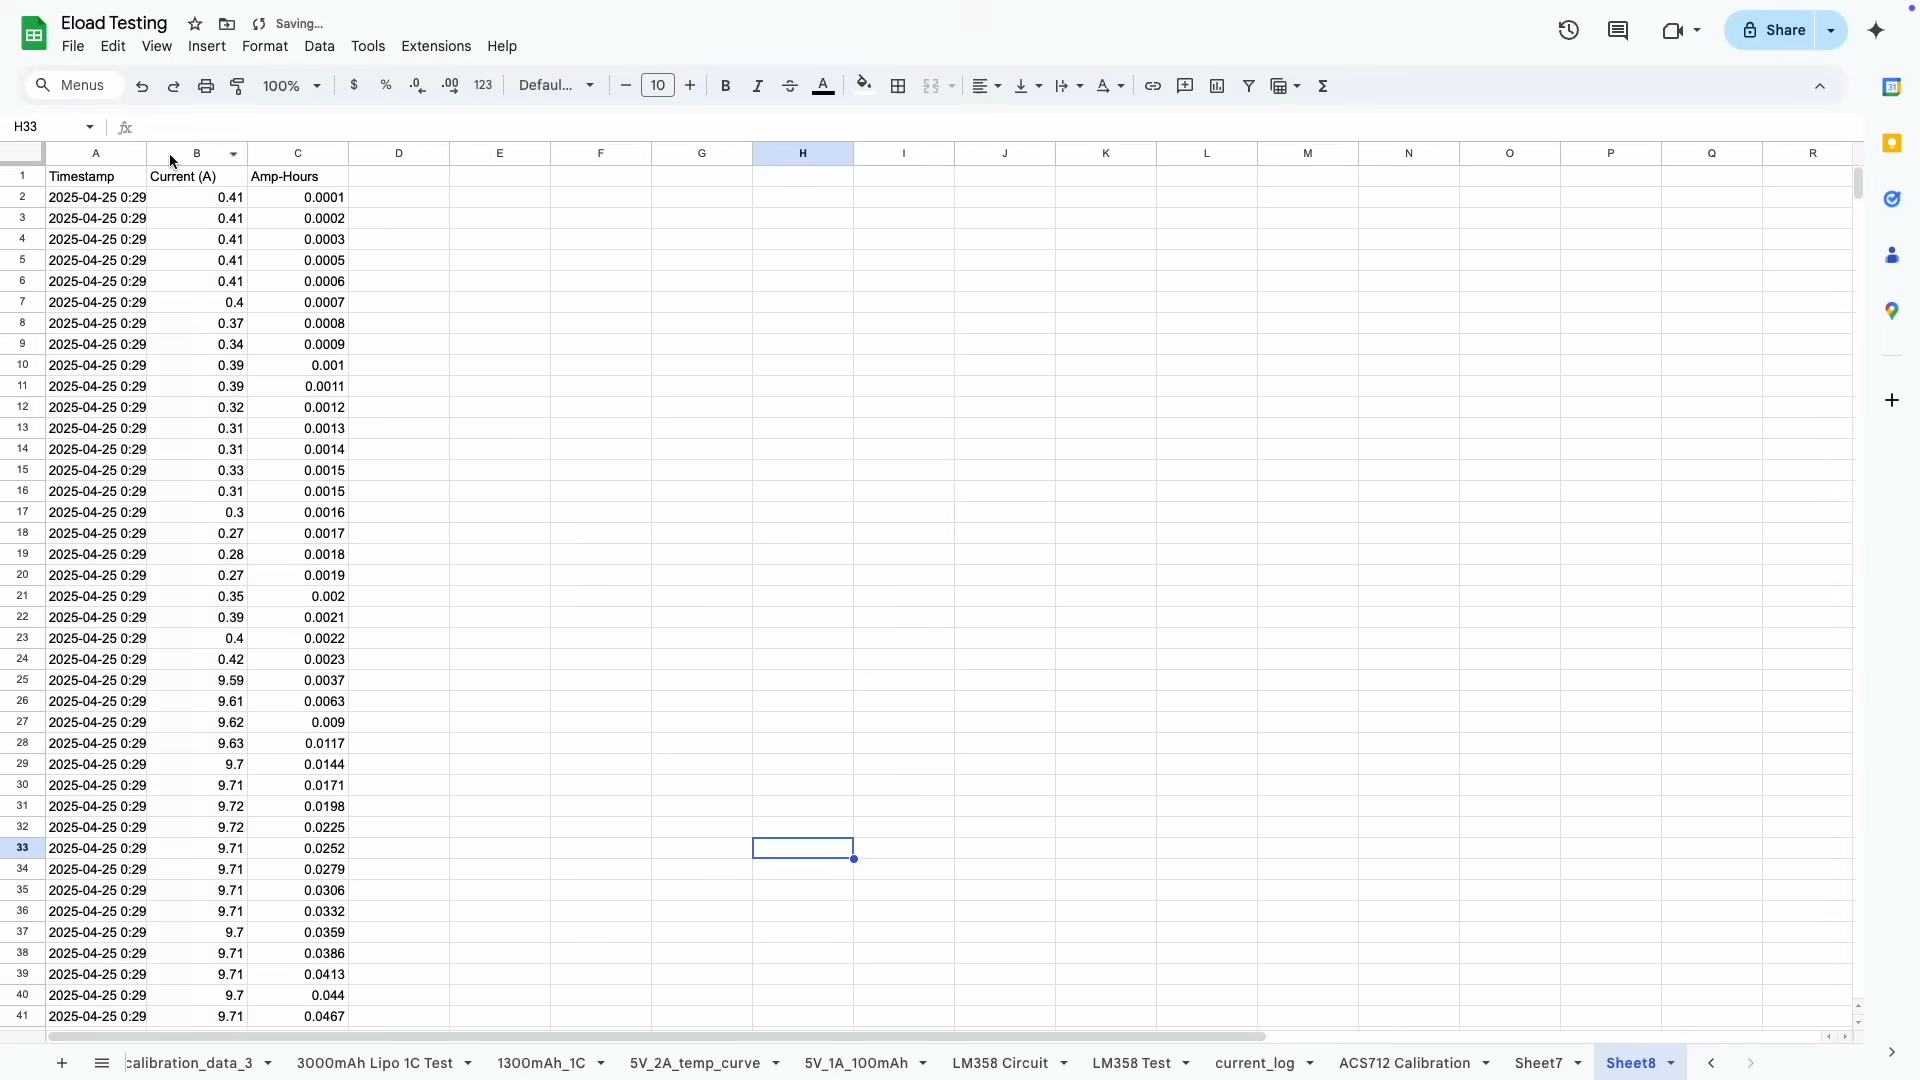 Eload Testing Saving...
File Edit View Insert Format Data Tools Extensions Help
Share
Menus 100% $ % .0 .00 123 Defaul... − 10 + B I S A Σ
H33 fx
A B C D E F G H I J K L M N O P Q R
1 Timestamp Current (A) Amp-Hours
2 2025-04-25 0:29 0.41 0.0001
3 2025-04-25 0:29 0.41 0.0002
4 2025-04-25 0:29 0.41 0.0003
5 2025-04-25 0:29 0.41 0.0005
6 2025-04-25 0:29 0.41 0.0006
7 2025-04-25 0:29 0.4 0.0007
8 2025-04-25 0:29 0.37 0.0008
9 2025-04-25 0:29 0.34 0.0009
10 2025-04-25 0:29 0.39 0.001
11 2025-04-25 0:29 0.39 0.0011
12 2025-04-25 0:29 0.32 0.0012
13 2025-04-25 0:29 0.31 0.0013
14 2025-04-25 0:29 0.31 0.0014
15 2025-04-25 0:29 0.33 0.0015
16 2025-04-25 0:29 0.31 0.0015
17 2025-04-25 0:29 0.3 0.0016
18 2025-04-25 0:29 0.27 0.0017
19 2025-04-25 0:29 0.28 0.0018
20 2025-04-25 0:29 0.27 0.0019
21 2025-04-25 0:29 0.35 0.002
22 2025-04-25 0:29 0.39 0.0021
23 2025-04-25 0:29 0.4 0.0022
24 2025-04-25 0:29 0.42 0.0023
25 2025-04-25 0:29 9.59 0.0037
26 2025-04-25 0:29 9.61 0.0063
27 2025-04-25 0:29 9.62 0.009
28 2025-04-25 0:29 9.63 0.0117
29 2025-04-25 0:29 9.7 0.0144
30 2025-04-25 0:29 9.71 0.0171
31 2025-04-25 0:29 9.72 0.0198
32 2025-04-25 0:29 9.72 0.0225
33 2025-04-25 0:29 9.71 0.0252
34 2025-04-25 0:29 9.71 0.0279
35 2025-04-25 0:29 9.71 0.0306
36 2025-04-25 0:29 9.71 0.0332
37 2025-04-25 0:29 9.7 0.0359
38 2025-04-25 0:29 9.71 0.0386
39 2025-04-25 0:29 9.71 0.0413
40 2025-04-25 0:29 9.7 0.044
41 2025-04-25 0:29 9.71 0.0467
calibration_data_3 3000mAh Lipo 1C Test 1300mAh_1C 5V_2A_temp_curve 5V_1A_100mAh LM358 Circuit LM358 Test current_log ACS712 Calibration Sheet7 Sheet8
31